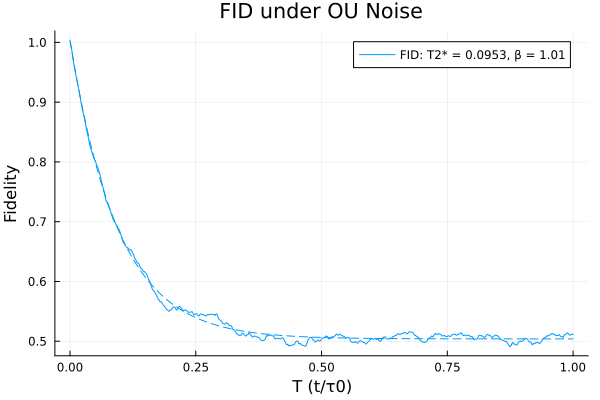 FID under OU Noise
FID: T2* = 0.0953, β = 1.01
Fidelity
1.0
0.9
0.8
0.7
0.6
0.5
0.00
0.25
0.50
0.75
1.00
T (t/τ0)